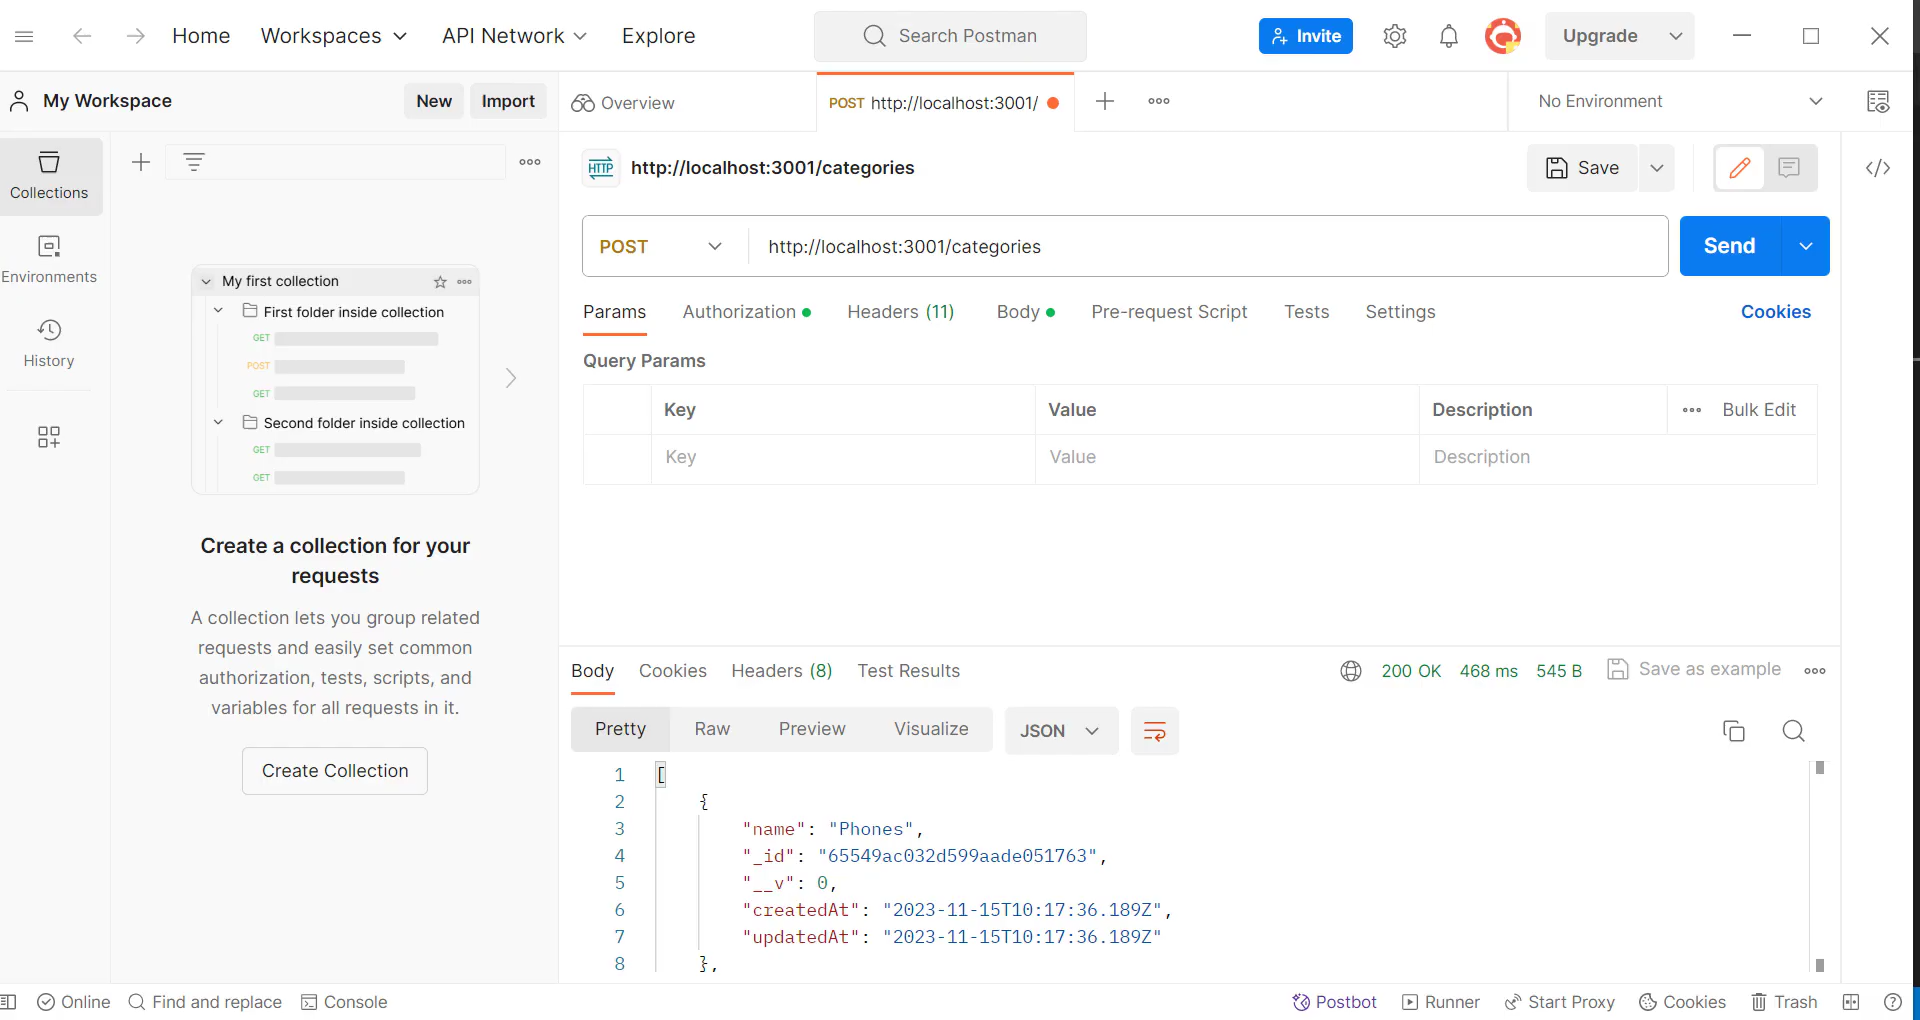 Home Workspaces API Network Explore Search Postman Invite Upgrade
My Workspace New Import Overview POST http://localhost:3001/ No Environment
Collections
Environments
History
My first collection
First folder inside collection
GET
POST
GET
Second folder inside collection
GET
GET
Create a collection for your
requests
A collection lets you group related
requests and easily set common
authorization, tests, scripts, and
variables for all requests in it.
Create Collection
HTTP http://localhost:3001/categories Save
POST http://localhost:3001/categories Send
Params Authorization Headers (11) Body Pre-request Script Tests Settings Cookies
Query Params
Key Value Description Bulk Edit
Key Value Description
Body Cookies Headers (8) Test Results 200 OK 468 ms 545 B Save as example
Pretty Raw Preview Visualize JSON
1 [
2 {
3 "name": "Phones",
4 "_id": "65549ac032d599aade051763",
5 "__v": 0,
6 "createdAt": "2023-11-15T10:17:36.189Z",
7 "updatedAt": "2023-11-15T10:17:36.189Z"
8 },
Online Find and replace Console Postbot Runner Start Proxy Cookies Trash